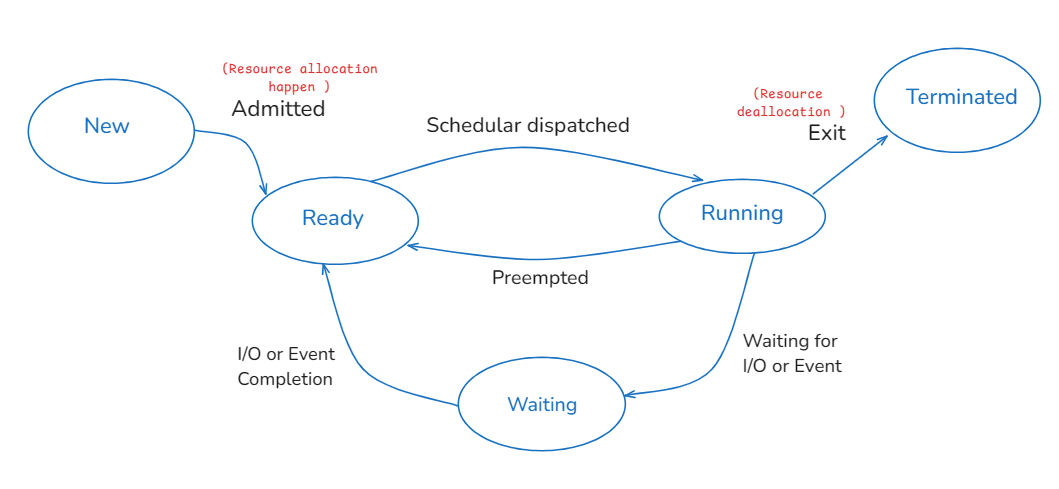 (Resource allocation
happen )
Admitted
New
Schedular dispatched
(Resource
deallocation )
Exit
Terminated
Ready
Running
Preempted
I/O or Event
Completion
Waiting for
I/O or Event
Waiting